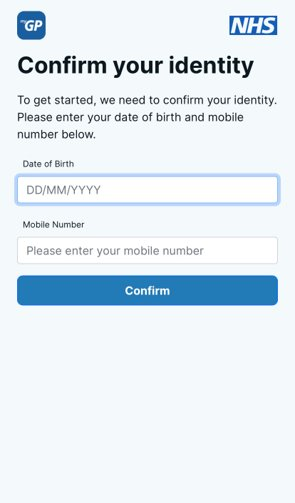 myGP
NHS
Confirm your identity
To get started, we need to confirm your identity.
Please enter your date of birth and mobile
number below.
Date of Birth
DD/MM/YYYY
Mobile Number
Please enter your mobile number
Confirm